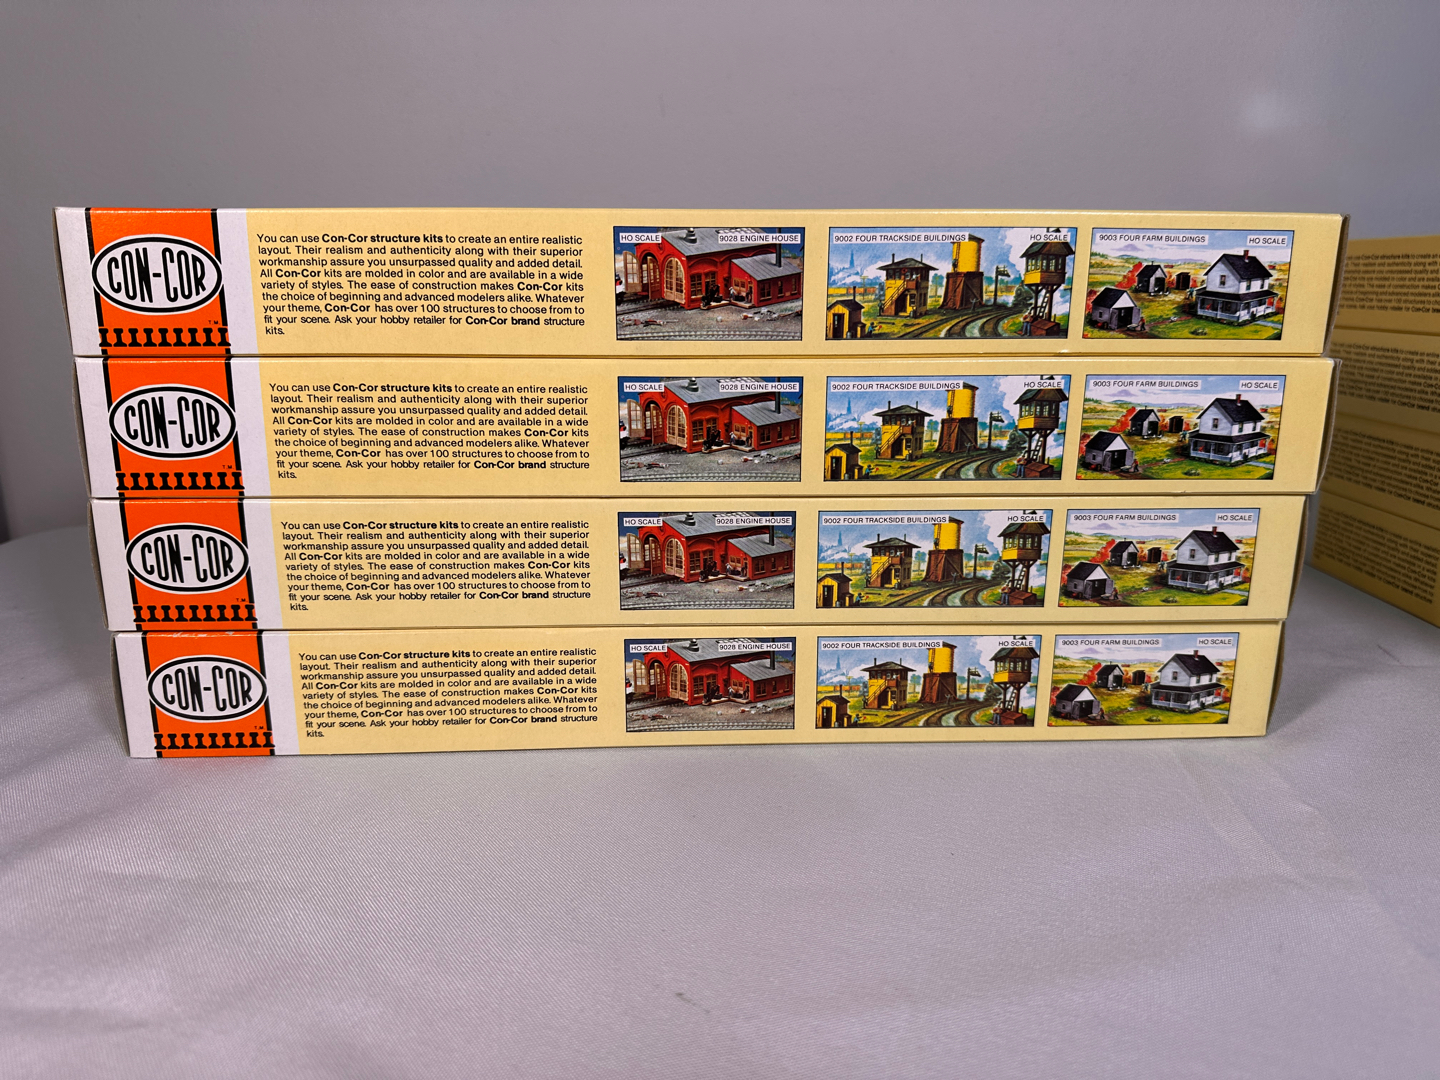 CON-COR
T.M.
You can use Con-Cor structure kits to create an entire realistic
layout. Their realism and authenticity along with their superior
workmanship assure you unsurpassed quality and added detail.
All Con-Cor kits are molded in color and are available in a wide
variety of styles. The ease of construction makes Con-Cor kits
the choice of beginning and advanced modelers alike. Whatever
your theme, Con-Cor has over 100 structures to choose from to
fit your scene. Ask your hobby retailer for Con-Cor brand structure
kits.
HO SCALE 9028 ENGINE HOUSE
9002 FOUR TRACKSIDE BUILDINGS HO SCALE
9003 FOUR FARM BUILDINGS HO SCALE
CON-COR
T.M.
You can use Con-Cor structure kits to create an entire realistic
layout. Their realism and authenticity along with their superior
workmanship assure you unsurpassed quality and added detail.
All Con-Cor kits are molded in color and are available in a wide
variety of styles. The ease of construction makes Con-Cor kits
the choice of beginning and advanced modelers alike. Whatever
your theme, Con-Cor has over 100 structures to choose from to
fit your scene. Ask your hobby retailer for Con-Cor brand structure
kits.
HO SCALE 9028 ENGINE HOUSE
9002 FOUR TRACKSIDE BUILDINGS HO SCALE
9003 FOUR FARM BUILDINGS HO SCALE
CON-COR
T.M.
You can use Con-Cor structure kits to create an entire realistic
layout. Their realism and authenticity along with their superior
workmanship assure you unsurpassed quality and added detail.
All Con-Cor kits are molded in color and are available in a wide
variety of styles. The ease of construction makes Con-Cor kits
the choice of beginning and advanced modelers alike. Whatever
your theme, Con-Cor has over 100 structures to choose from to
fit your scene. Ask your hobby retailer for Con-Cor brand structure
kits.
HO SCALE 9028 ENGINE HOUSE
9002 FOUR TRACKSIDE BUILDINGS HO SCALE
9003 FOUR FARM BUILDINGS HO SCALE
CON-COR
T.M.
You can use Con-Cor structure kits to create an entire realistic
layout. Their realism and authenticity along with their superior
workmanship assure you unsurpassed quality and added detail.
All Con-Cor kits are molded in color and are available in a wide
variety of styles. The ease of construction makes Con-Cor kits
the choice of beginning and advanced modelers alike. Whatever
your theme, Con-Cor has over 100 structures to choose from to
fit your scene. Ask your hobby retailer for Con-Cor brand structure
kits.
HO SCALE 9028 ENGINE HOUSE
9002 FOUR TRACKSIDE BUILDINGS HO SCALE
9003 FOUR FARM BUILDINGS HO SCALE